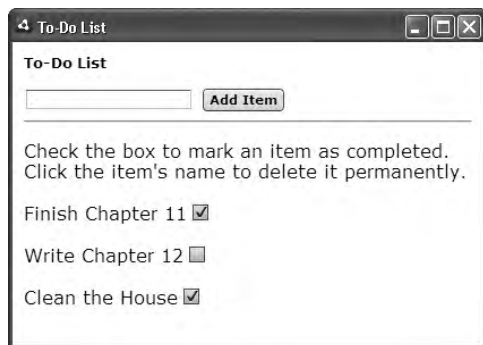 To-Do List
To-Do List
Add Item
Check the box to mark an item as completed.
Click the item's name to delete it permanently.
Finish Chapter 11
Write Chapter 12
Clean the House